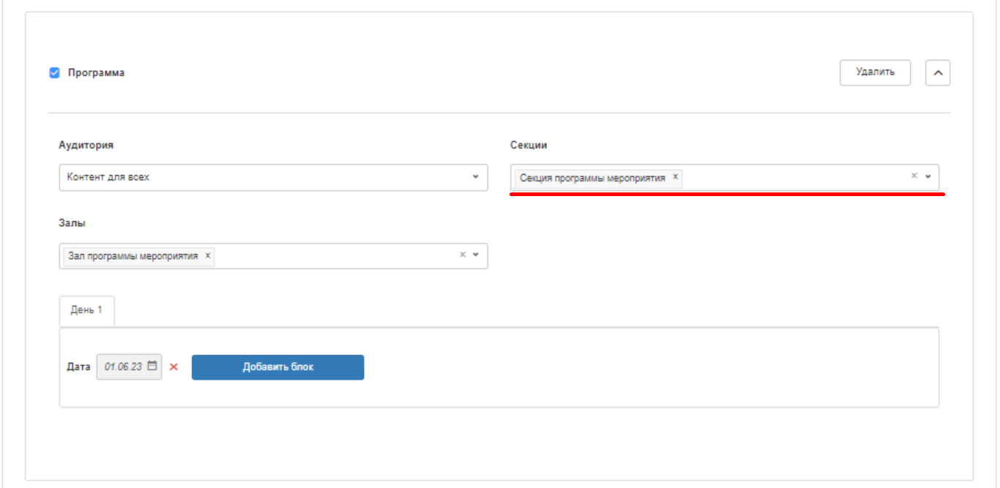 Программа
Удалить
Аудитория
Секции
Контент для всех
Секция программы мероприятия x
Залы
Зал программы мероприятия x
День 1
Дата 01.06.23 Добавить блок